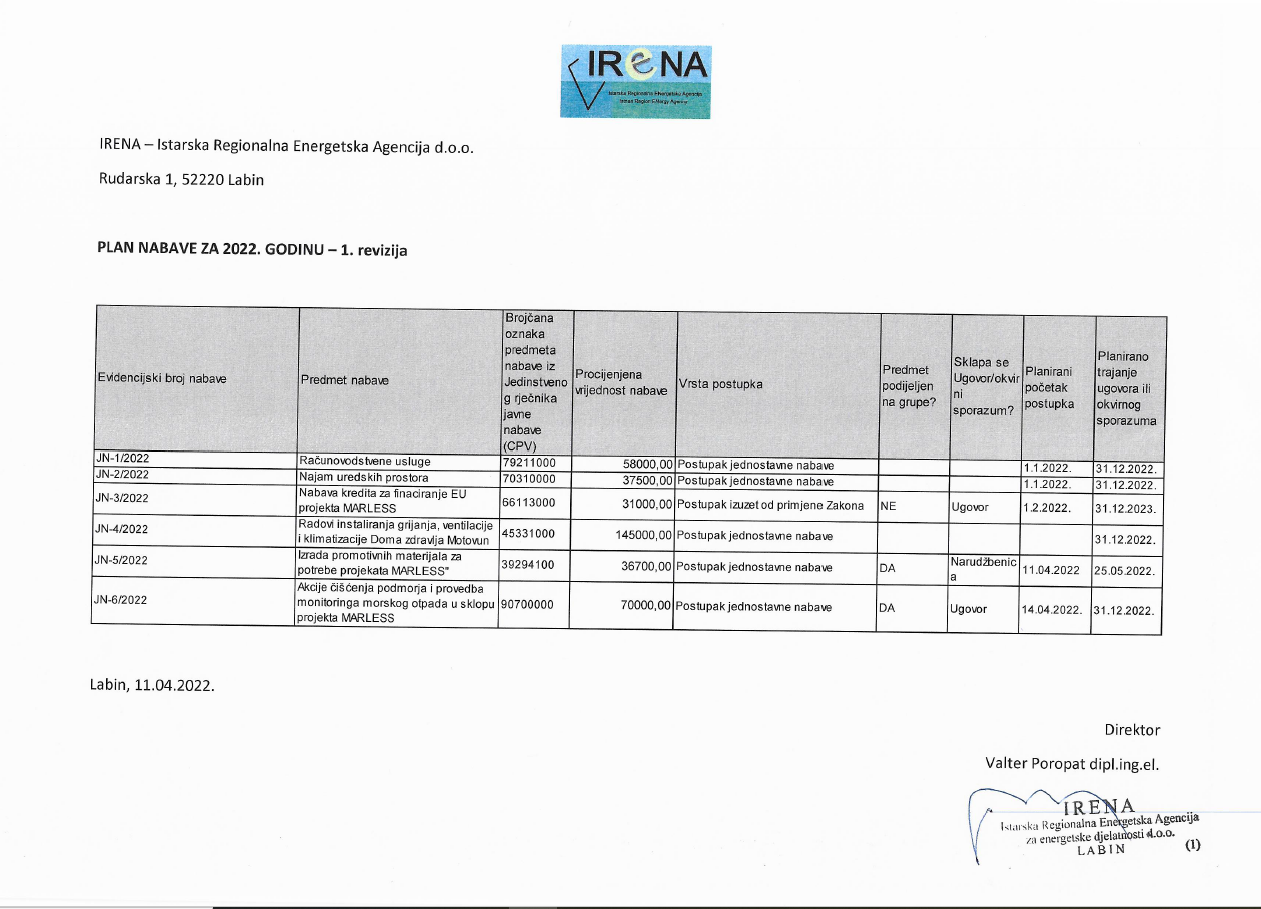 IRENA
Istarska Regionalna Energetska Agencija
Istrian Region Energy Agency
IRENA – Istarska Regionalna Energetska Agencija d.o.o.
Rudarska 1, 52220 Labin
PLAN NABAVE ZA 2022. GODINU – 1. revizija
Evidencijski broj nabave
Predmet nabave
Brojčana
oznaka
predmeta
nabave iz
Jedinstveno
g rječnika
javne
nabave
(CPV)
Procijenjena
vrijednost nabave
Vrsta postupka
Predmet
podijeljen
na grupe?
Sklapa se
Ugovor/okvir
ni
sporazum?
Planirani
početak
postupka
Planirano
trajanje
ugovora ili
okvirnog
sporazuma
JN-1/2022 Računovodstvene usluge 79211000 58000,00 Postupak jednostavne nabave 1.1.2022. 31.12.2022.
JN-2/2022 Najam uredskih prostora 70310000 37500,00 Postupak jednostavne nabave 1.1.2022. 31.12.2022.
JN-3/2022
Nabava kredita za finaciranje EU
projekta MARLESS
66113000 31000,00 Postupak izuzet od primjene Zakona NE Ugovor 1.2.2022. 31.12.2023.
JN-4/2022
Radovi instaliranja grijanja, ventilacije
i klimatizacije Doma zdravlja Motovun
45331000 145000,00 Postupak jednostavne nabave 31.12.2022.
JN-5/2022
Izrada promotivnih materijala za
potrebe projekata MARLESS"
39294100 36700,00 Postupak jednostavne nabave DA
Narudžbenic
a
11.04.2022 25.05.2022.
JN-6/2022
Akcije čišćenja podmorja i provedba
monitoringa morskog otpada u sklopu
projekta MARLESS
90700000 70000,00 Postupak jednostavne nabave DA Ugovor 14.04.2022. 31.12.2022.
Labin, 11.04.2022.
Direktor
Valter Poropat dipl.ing.el.
IRENA
Istarska Regionalna Energetska Agencija
za energetske djelatnosti d.o.o.
LABIN (1)